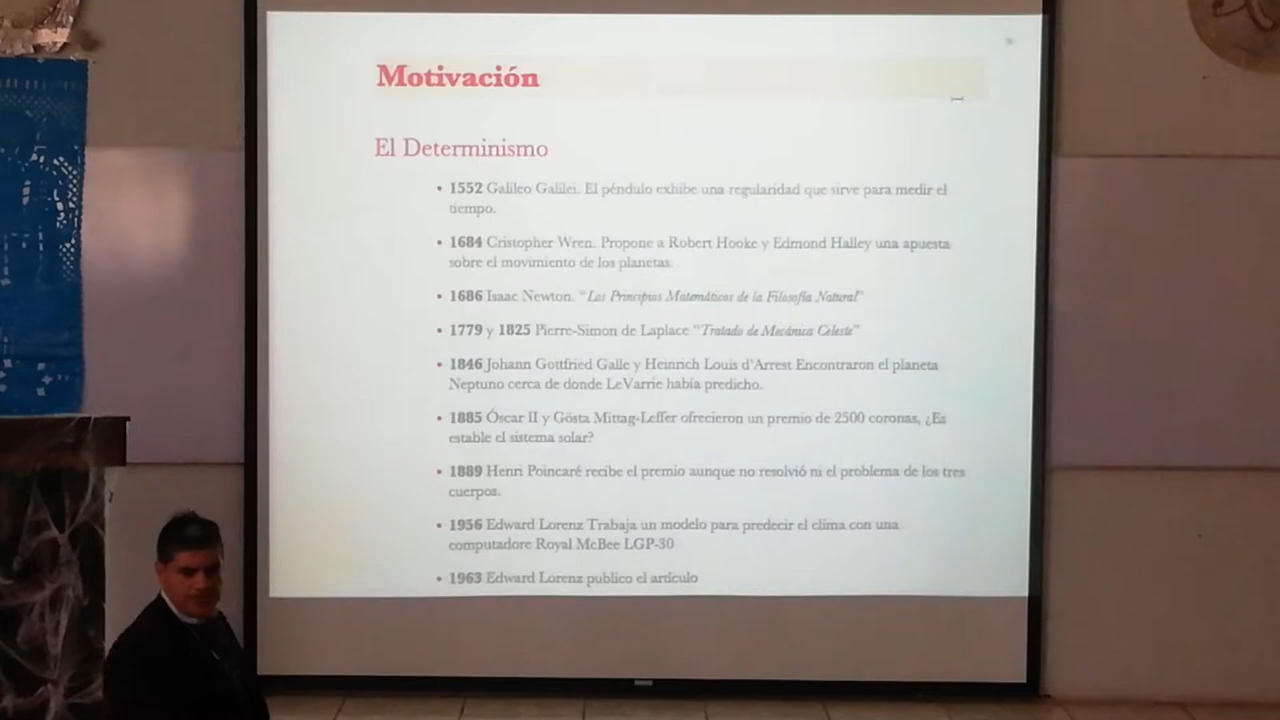 Motivación
El Determinismo
• 1552 Galileo Galilei. El péndulo exhibe una regularidad que sirve para medir el
tiempo.
• 1684 Cristopher Wren. Propone a Robert Hooke y Edmond Halley una apuesta
sobre el movimiento de los planetas.
• 1686 Isaac Newton. “Los Principios Matemáticos de la Filosofía Natural”
• 1779 y 1825 Pierre-Simon de Laplace “Tratado de Mecánica Celeste”
• 1846 Johann Gottfried Galle y Heinrich Louis d'Arrest Encontraron el planeta
Neptuno cerca de donde LeVarrie había predicho.
• 1885 Óscar II y Gösta Mittag-Leffer ofrecieron un premio de 2500 coronas, ¿Es
estable el sistema solar?
• 1889 Henri Poincaré recibe el premio aunque no resolvió ni el problema de los tres
cuerpos.
• 1956 Edward Lorenz Trabaja un modelo para predecir el clima con una
computadore Royal McBee LGP-30
• 1963 Edward Lorenz publico el artículo